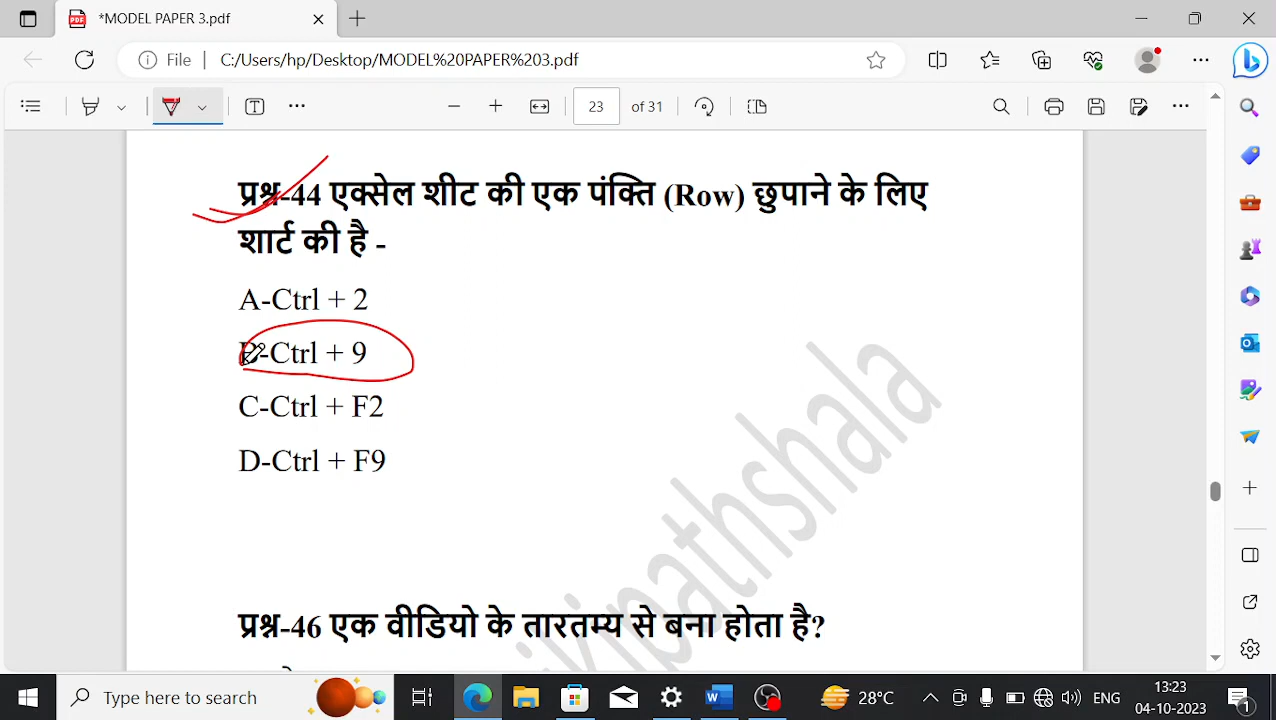 *MODEL PAPER 3.pdf
File
C:/Users/hp/Desktop/MODEL%20PAPER%203.pdf
23 of 31
प्रश्न-44 एक्सेल शीट की एक पंक्ति (Row) छुपाने के लिए
शार्ट की है -
A-Ctrl + 2
B-Ctrl + 9
C-Ctrl + F2
D-Ctrl + F9
प्रश्न-46 एक वीडियो के तारतम्य से बना होता है?
kipathshala
Type here to search
28°C
ENG
13:23
04-10-2023